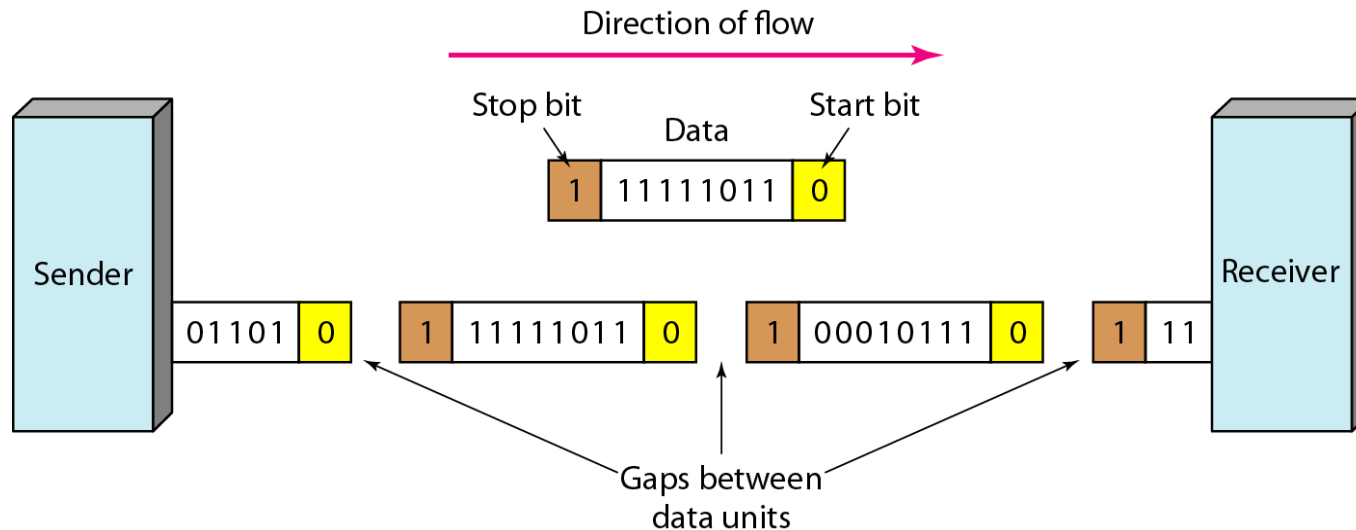 Direction of flow
Stop bit
Start bit
Data
1 11111011 0
Sender
Receiver
01101 0
1 11111011 0
1 00010111 0
1 11
Gaps between
data units